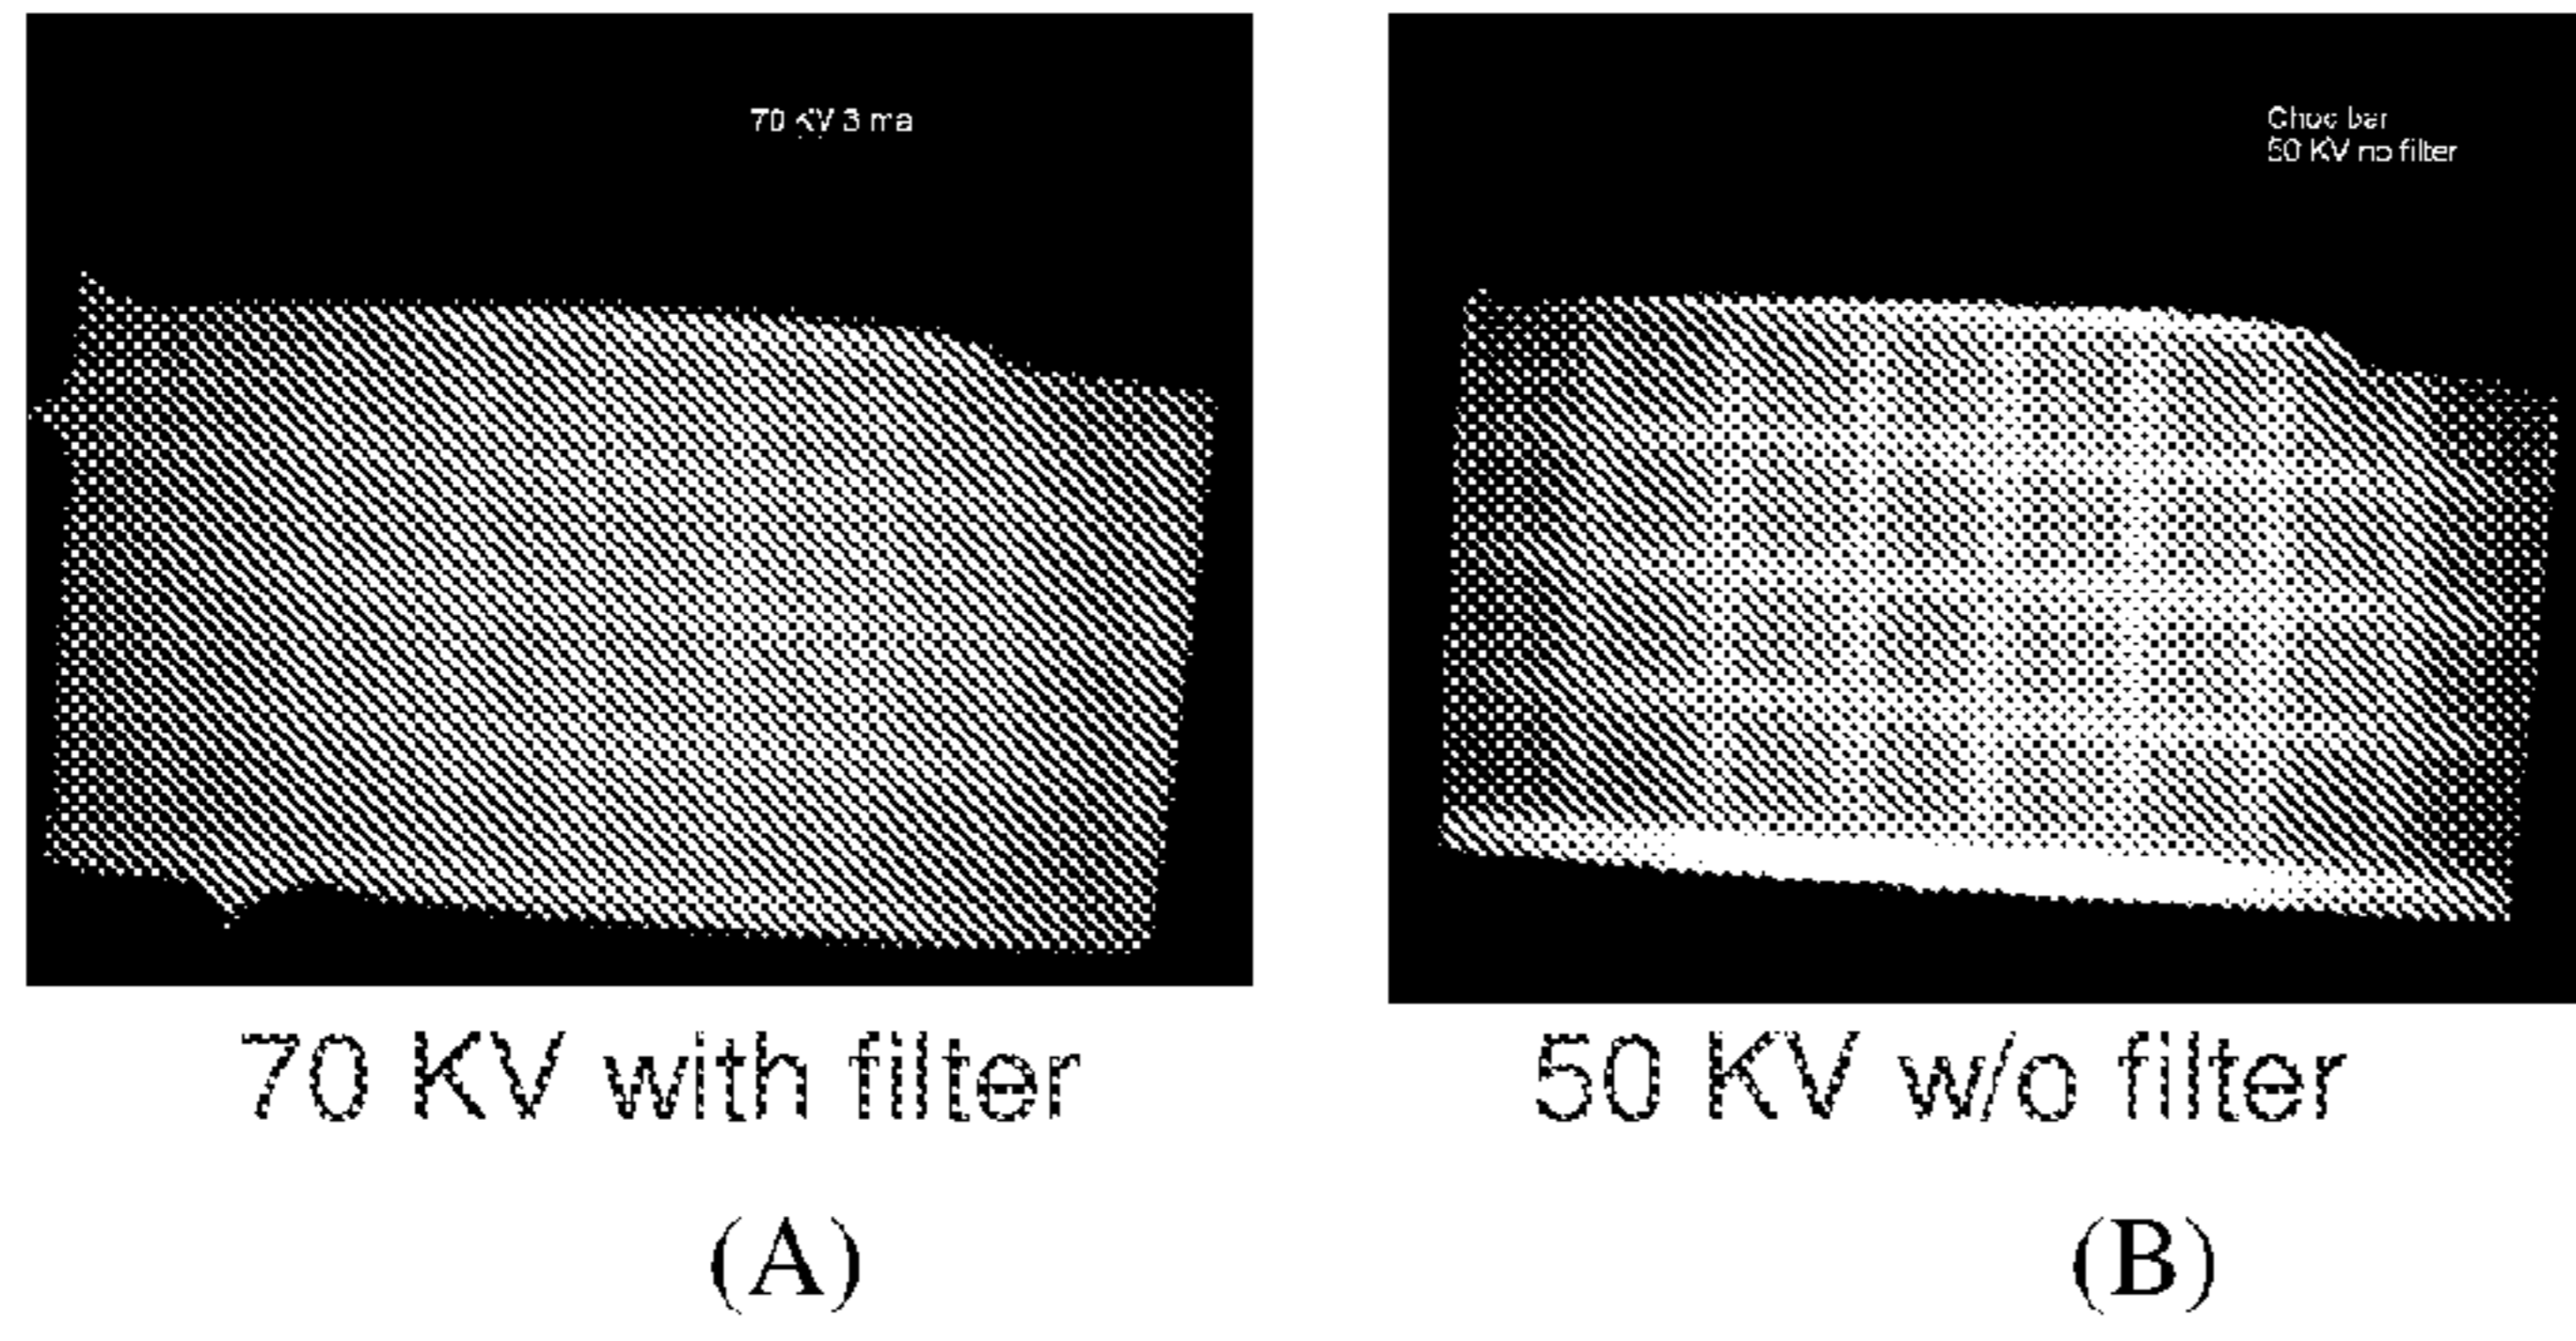 70 KV 3 ma
Choc bar
50 KV no filter
70 KV with filter
50 KV w/o filter
(A)
(B)